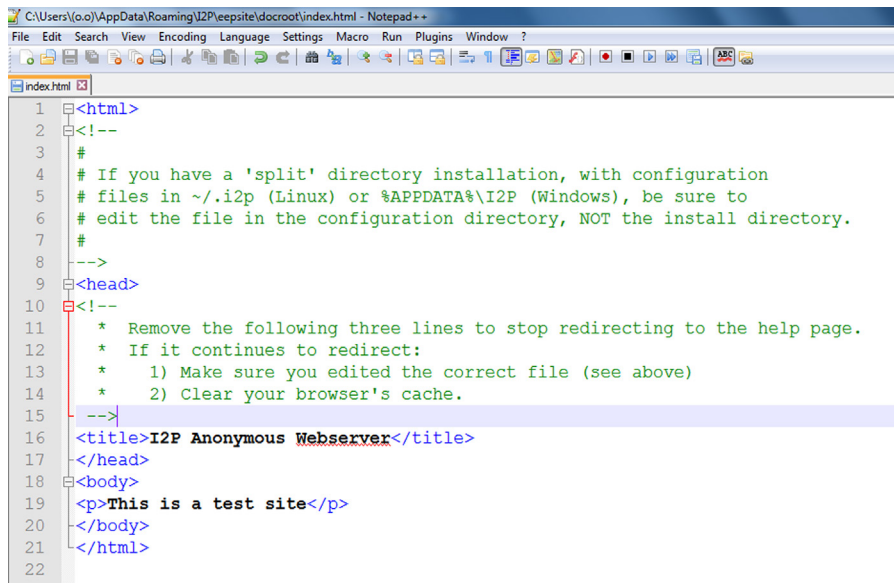 C:\Users\(o.o)\AppData\Roaming\I2P\eepsite\docroot\index.html - Notepad++
File Edit Search View Encoding Language Settings Macro Run Plugins Window ?
ABC
index.html
1 <html>
2 <!--
3 #
4 # If you have a 'split' directory installation, with configuration
5 # files in ~/.i2p (Linux) or %APPDATA%\I2P (Windows), be sure to
6 # edit the file in the configuration directory, NOT the install directory.
7 #
8 -->
9 <head>
10 <!--
11 * Remove the following three lines to stop redirecting to the help page.
12 * If it continues to redirect:
13 * 1) Make sure you edited the correct file (see above)
14 * 2) Clear your browser's cache.
15 -->
16 <title>I2P Anonymous Webserver</title>
17 </head>
18 <body>
19 <p>This is a test site</p>
20 </body>
21 </html>
22